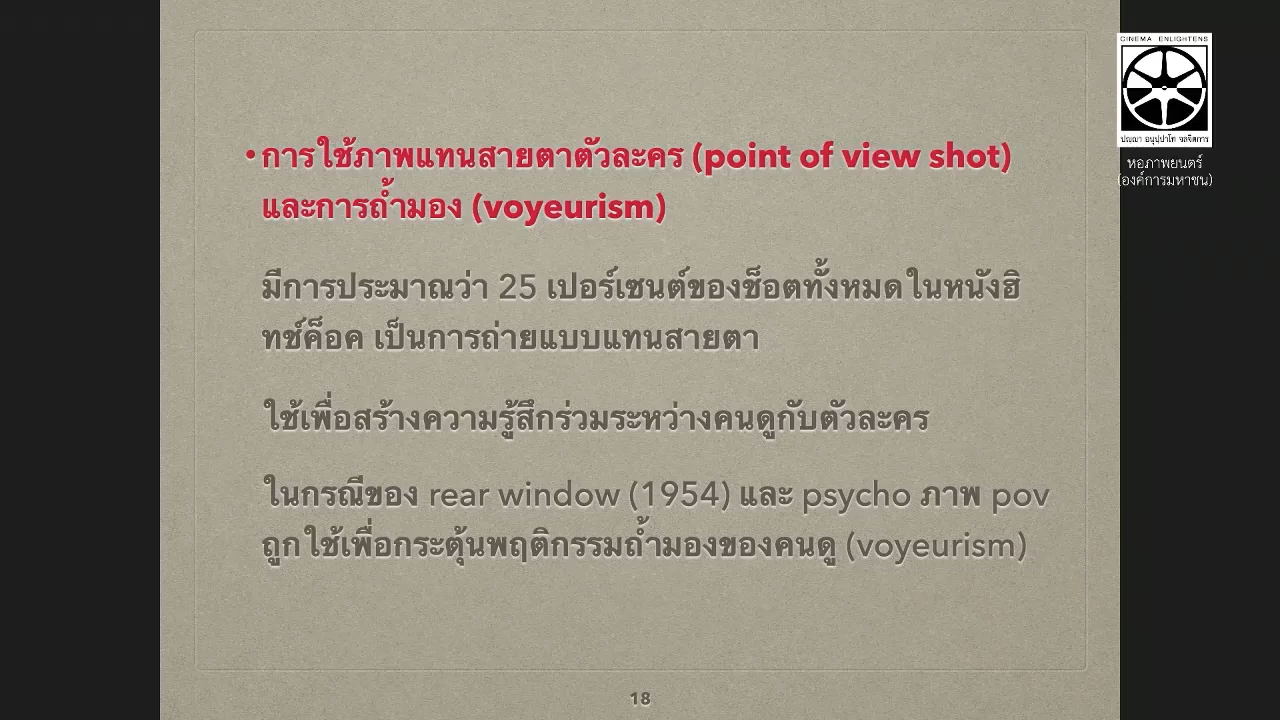 • การใช้ภาพแทนสายตาตัวละคร (point of view shot)
และการถ้ำมอง (voyeurism)
มีการประมาณว่า 25 เปอร์เซนต์ของช็อตทั้งหมดในหนังฮิ
ทช์ค็อค เป็นการถ่ายแบบแทนสายตา
ใช้เพื่อสร้างความรู้สึกร่วมระหว่างคนดูกับตัวละคร
ในกรณีของ rear window (1954) และ psycho ภาพ pov
ถูกใช้เพื่อกระตุ้นพฤติกรรมถ้ำมองของคนดู (voyeurism)
18
CINEMA ENLIGHTENS
ปญฺญา อนุปฺปาโท จลจิตการ
หอภาพยนตร์
(องค์การมหาชน)